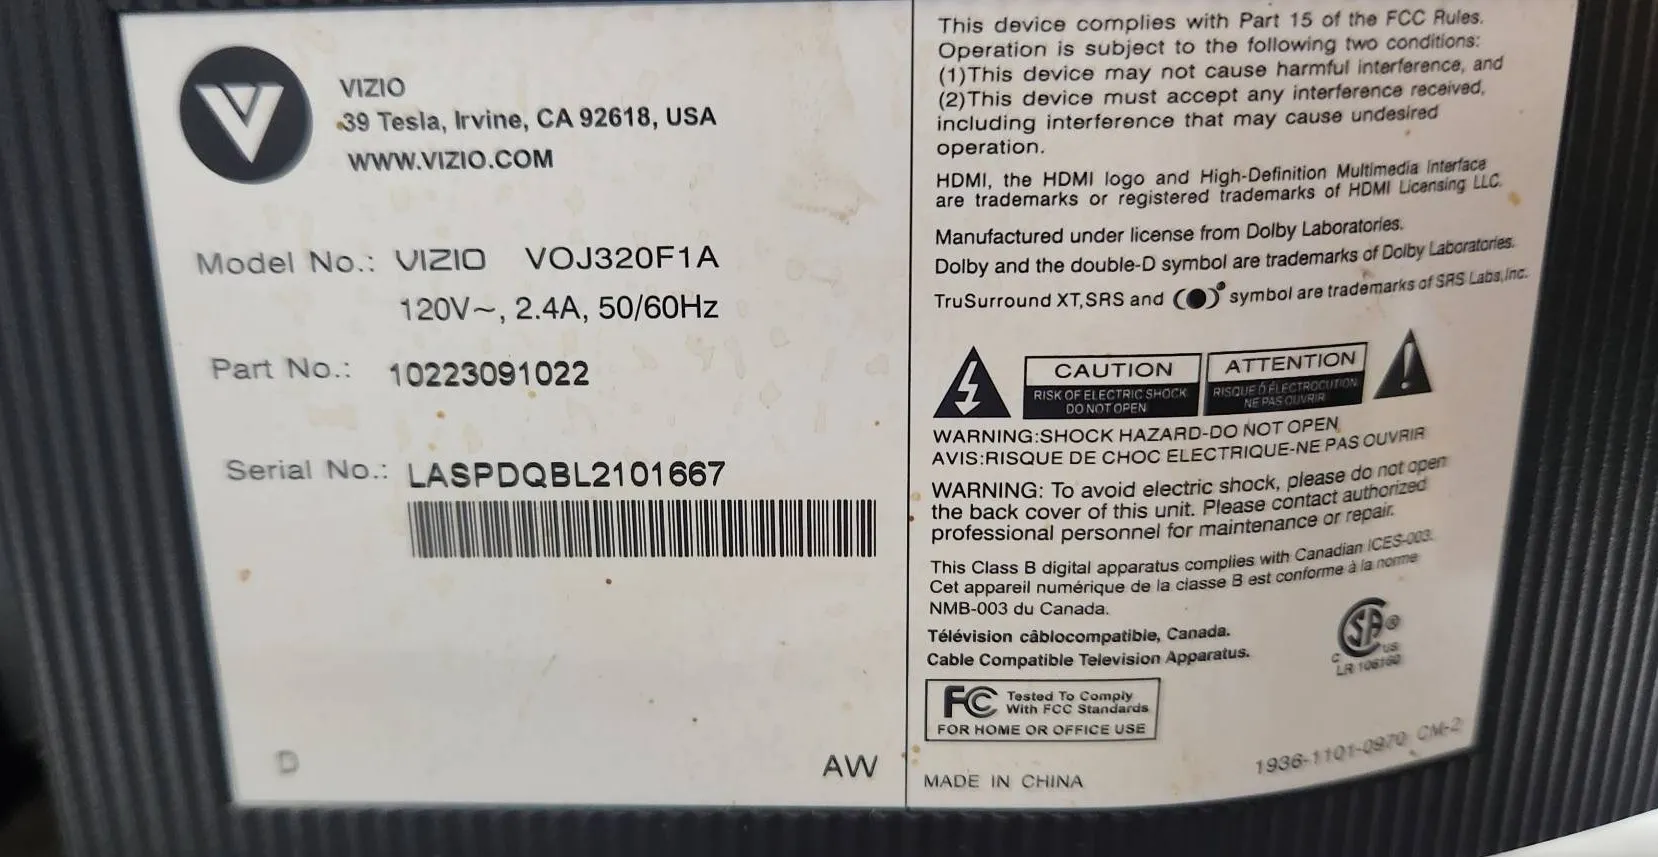 VIZIO
39 Tesla, Irvine, CA 92618, USA
WWW.VIZIO.COM
Model No.: VIZIO VOJ320F1A
120V~, 2.4A, 50/60Hz
Part No.: 10223091022
Serial No.: LASPDQBL2101667
D
AW
This device complies with Part 15 of the FCC Rules.
Operation is subject to the following two conditions:
(1)This device may not cause harmful interference, and
(2)This device must accept any interference received,
including interference that may cause undesired
operation.
HDMI, the HDMI logo and High-Definition Multimedia Interface
are trademarks or registered trademarks of HDMI Licensing LLC.
Manufactured under license from Dolby Laboratories.
Dolby and the double-D symbol are trademarks of Dolby Laboratories.
TruSurround XT,SRS and symbol are trademarks of SRS Labs,Inc.
CAUTION
RISK OF ELECTRIC SHOCK
DO NOT OPEN
ATTENTION
RISQUE D ÉLECTROCUTION
NE PAS OUVRIR
WARNING:SHOCK HAZARD-DO NOT OPEN
AVIS:RISQUE DE CHOC ELECTRIQUE-NE PAS OUVRIR
WARNING: To avoid electric shock, please do not open
the back cover of this unit. Please contact authorized
professional personnel for maintenance or repair.
This Class B digital apparatus complies with Canadian ICES-003.
Cet appareil numérique de la classe B est conforme à la norme
NMB-003 du Canada.
Télévision câblocompatible, Canada.
Cable Compatible Television Apparatus.
SA®
C US
LR 106160
FC Tested To Comply
With FCC Standards
FOR HOME OR OFFICE USE
MADE IN CHINA
1936-1101-0970 CM-2